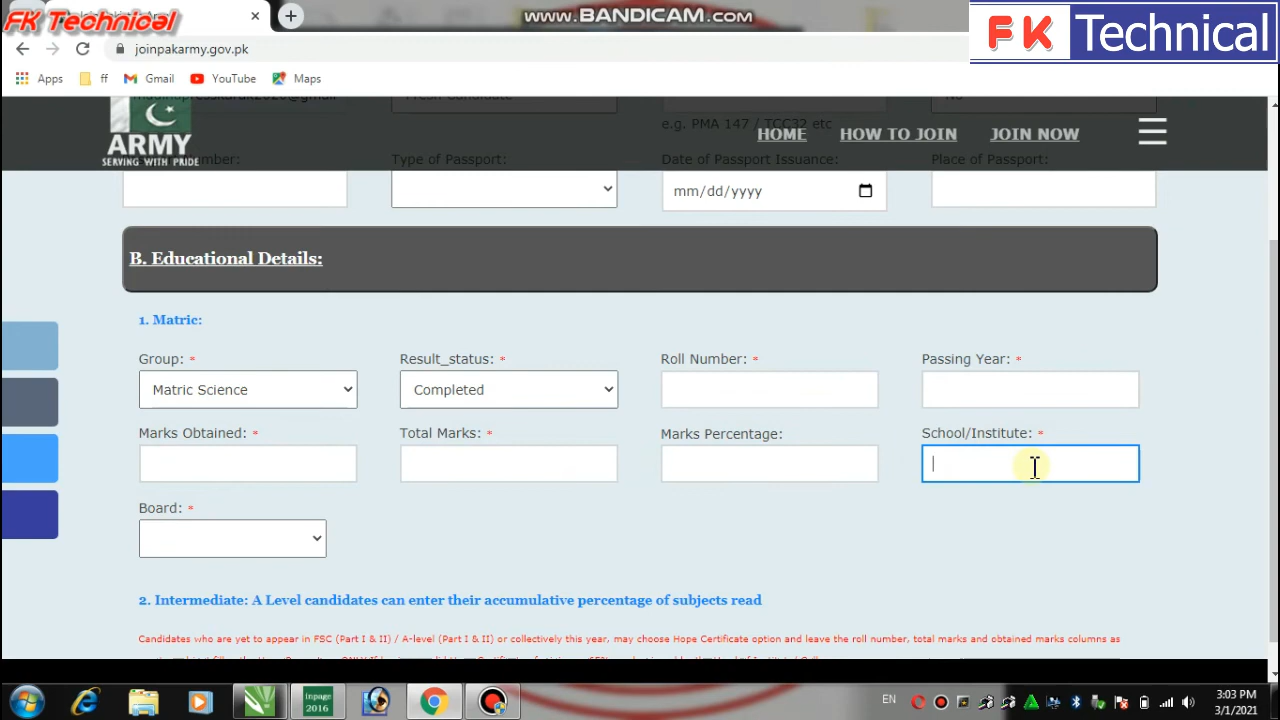 FK Technical
WWW.BANDICAM.COM
FK Technical
joinpakarmy.gov.pk
Apps
ff
Gmail
YouTube
Maps
e.g. PMA 147 / TCC32 etc
ARMY
SERVING WITH PRIDE
HOME
HOW TO JOIN
JOIN NOW
Type of Passport:
Date of Passport Issuance:
Place of Passport:
mm/dd/yyyy
B. Educational Details:
1. Matric:
Group: *
Result_status: *
Roll Number: *
Passing Year: *
Matric Science
Completed
Marks Obtained: *
Total Marks: *
Marks Percentage:
School/Institute: *
Board: *
2. Intermediate: A Level candidates can enter their accumulative percentage of subjects read
Candidates who are yet to appear in FSC (Part I & II) / A-level (Part I & II) or collectively this year, may choose Hope Certificate option and leave the roll number, total marks and obtained marks columns as
Inpage
2016
EN
3:03 PM
3/1/2021